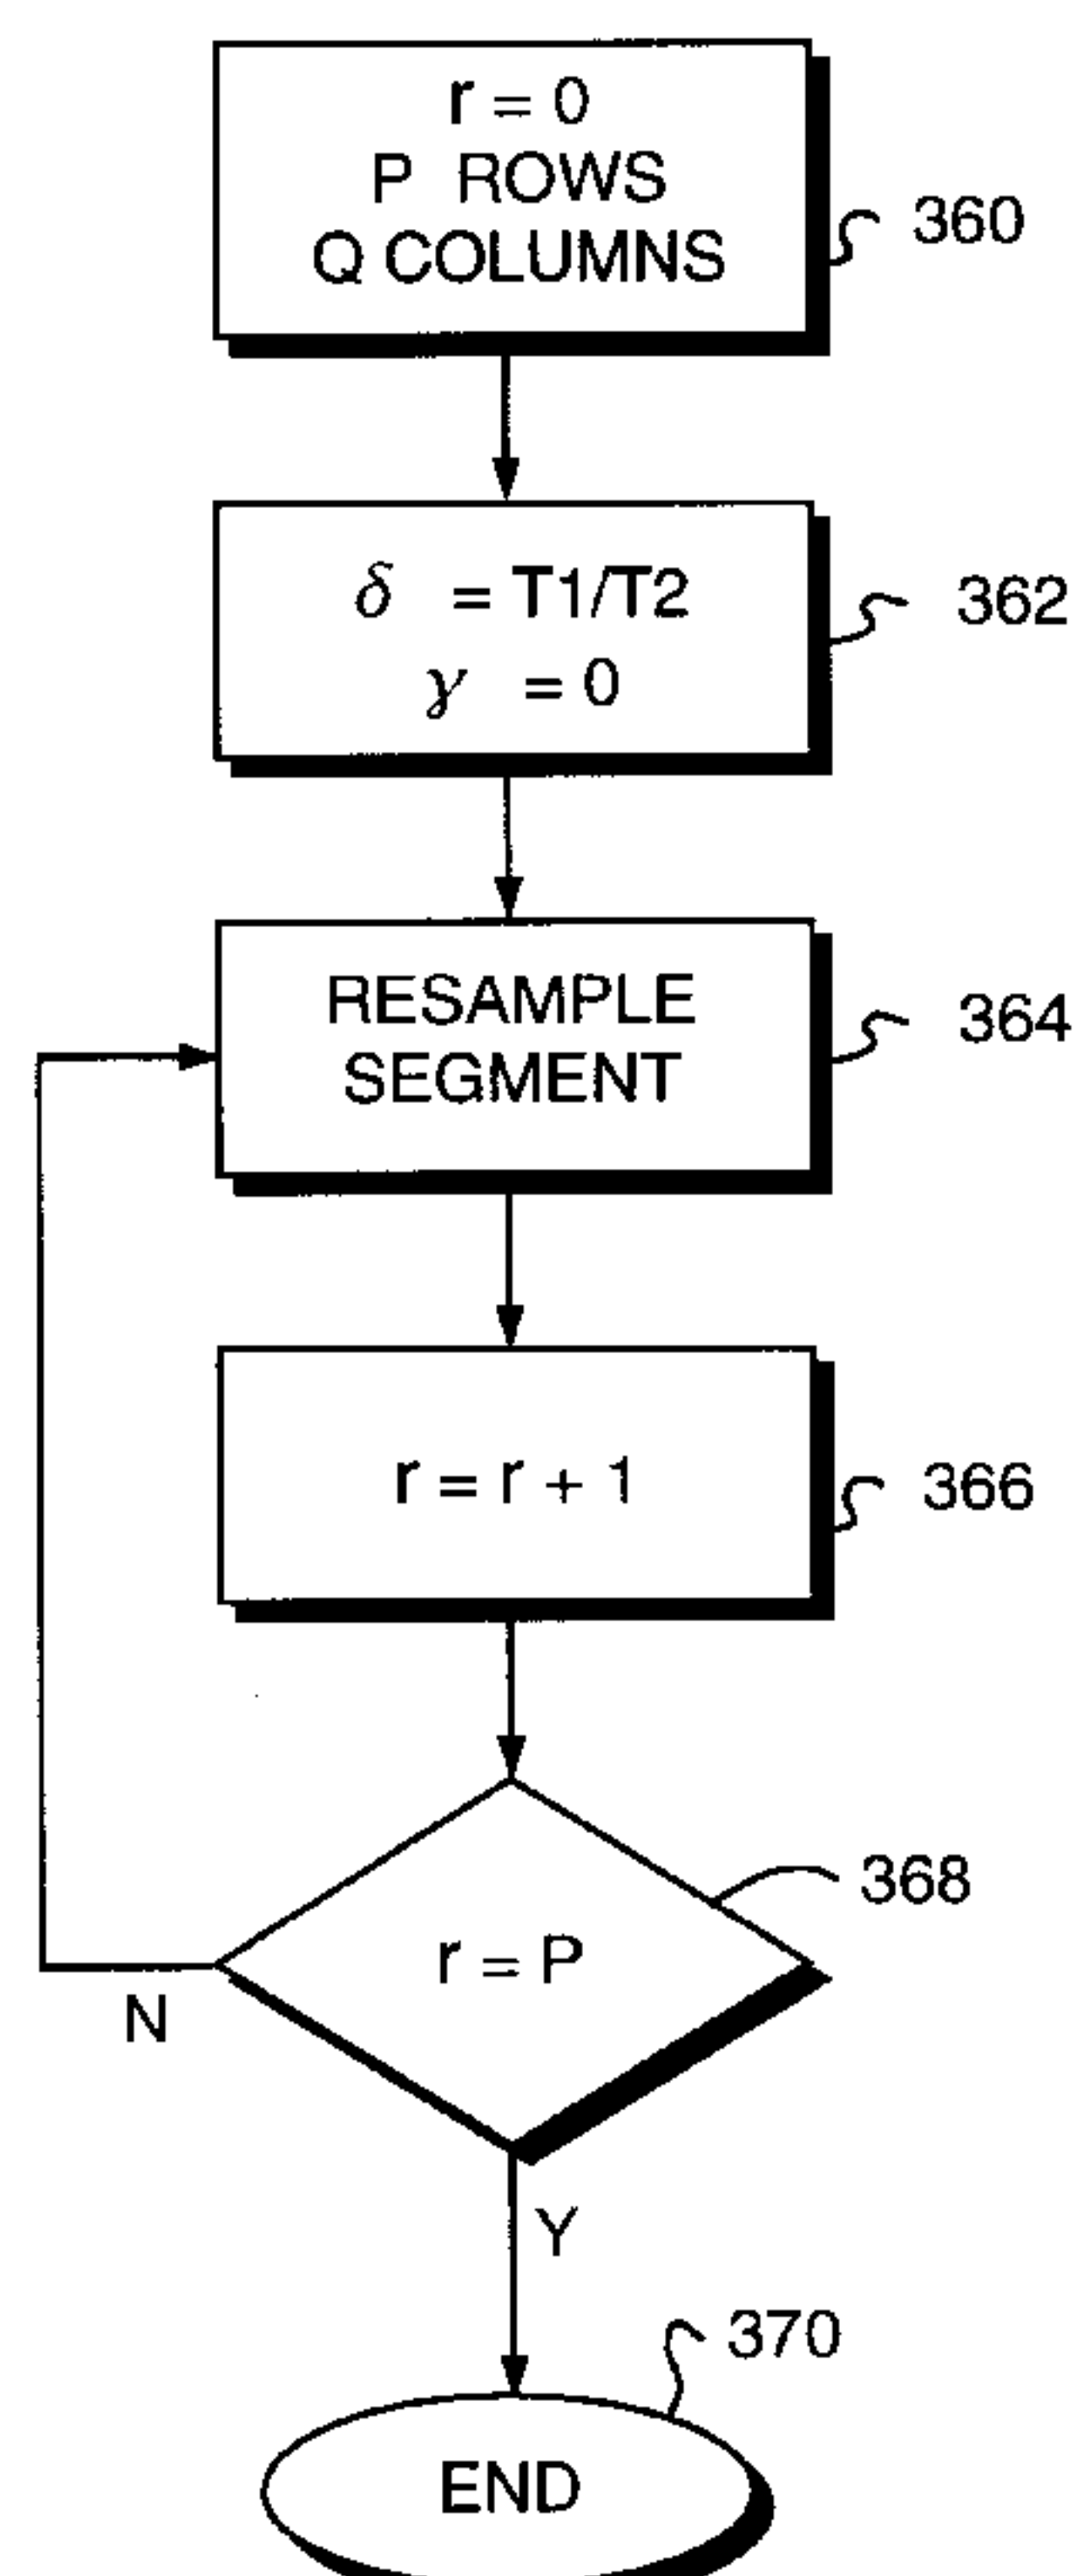 r = 0
P ROWS
Q COLUMNS
360
δ = T1/T2
γ = 0
362
RESAMPLE
SEGMENT
364
r = r + 1
366
r = P
368
N
Y
370
END